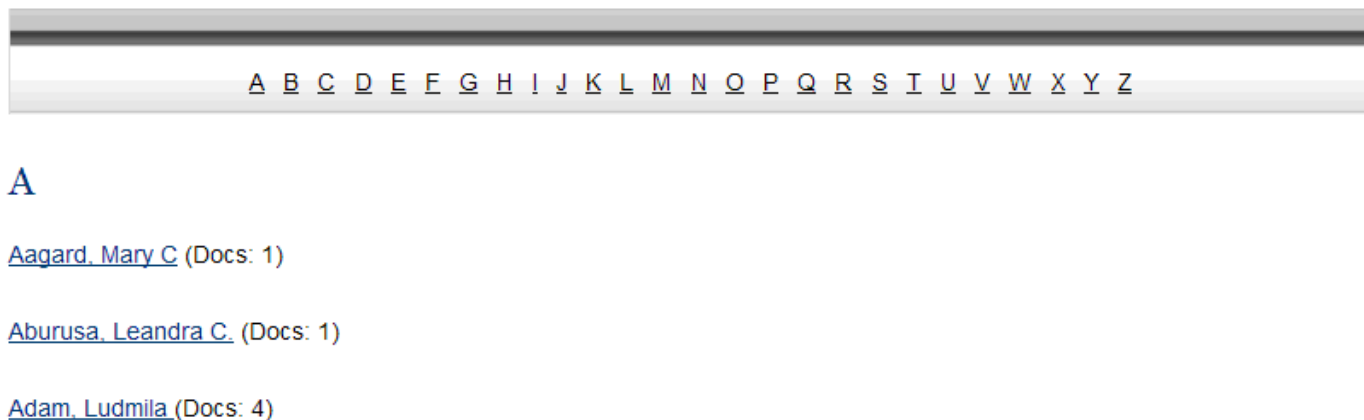 A B C D E F G H I J K L M N O P Q R S T U V W X Y Z
A
Aagard, Mary C (Docs: 1)
Aburusa, Leandra C. (Docs: 1)
Adam, Ludmila (Docs: 4)